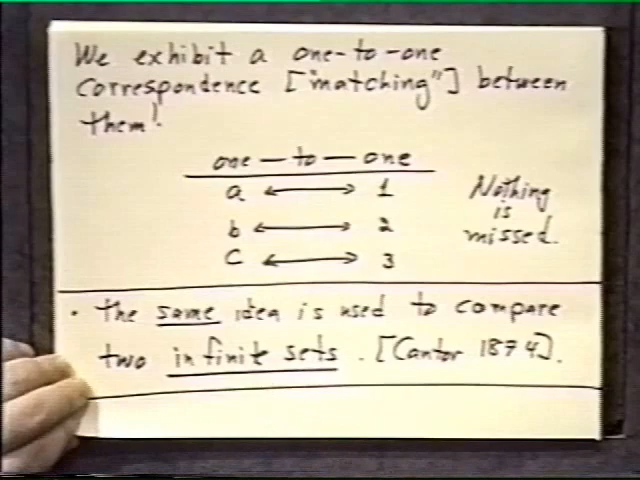 We exhibit a one-to-one
correspondence ["matching"] between
them!
one — to — one
a ⟷ 1
b ⟷ 2
c ⟷ 3
Nothing
is
missed.
• The same idea is used to compare
two infinite sets. [Cantor 1874].